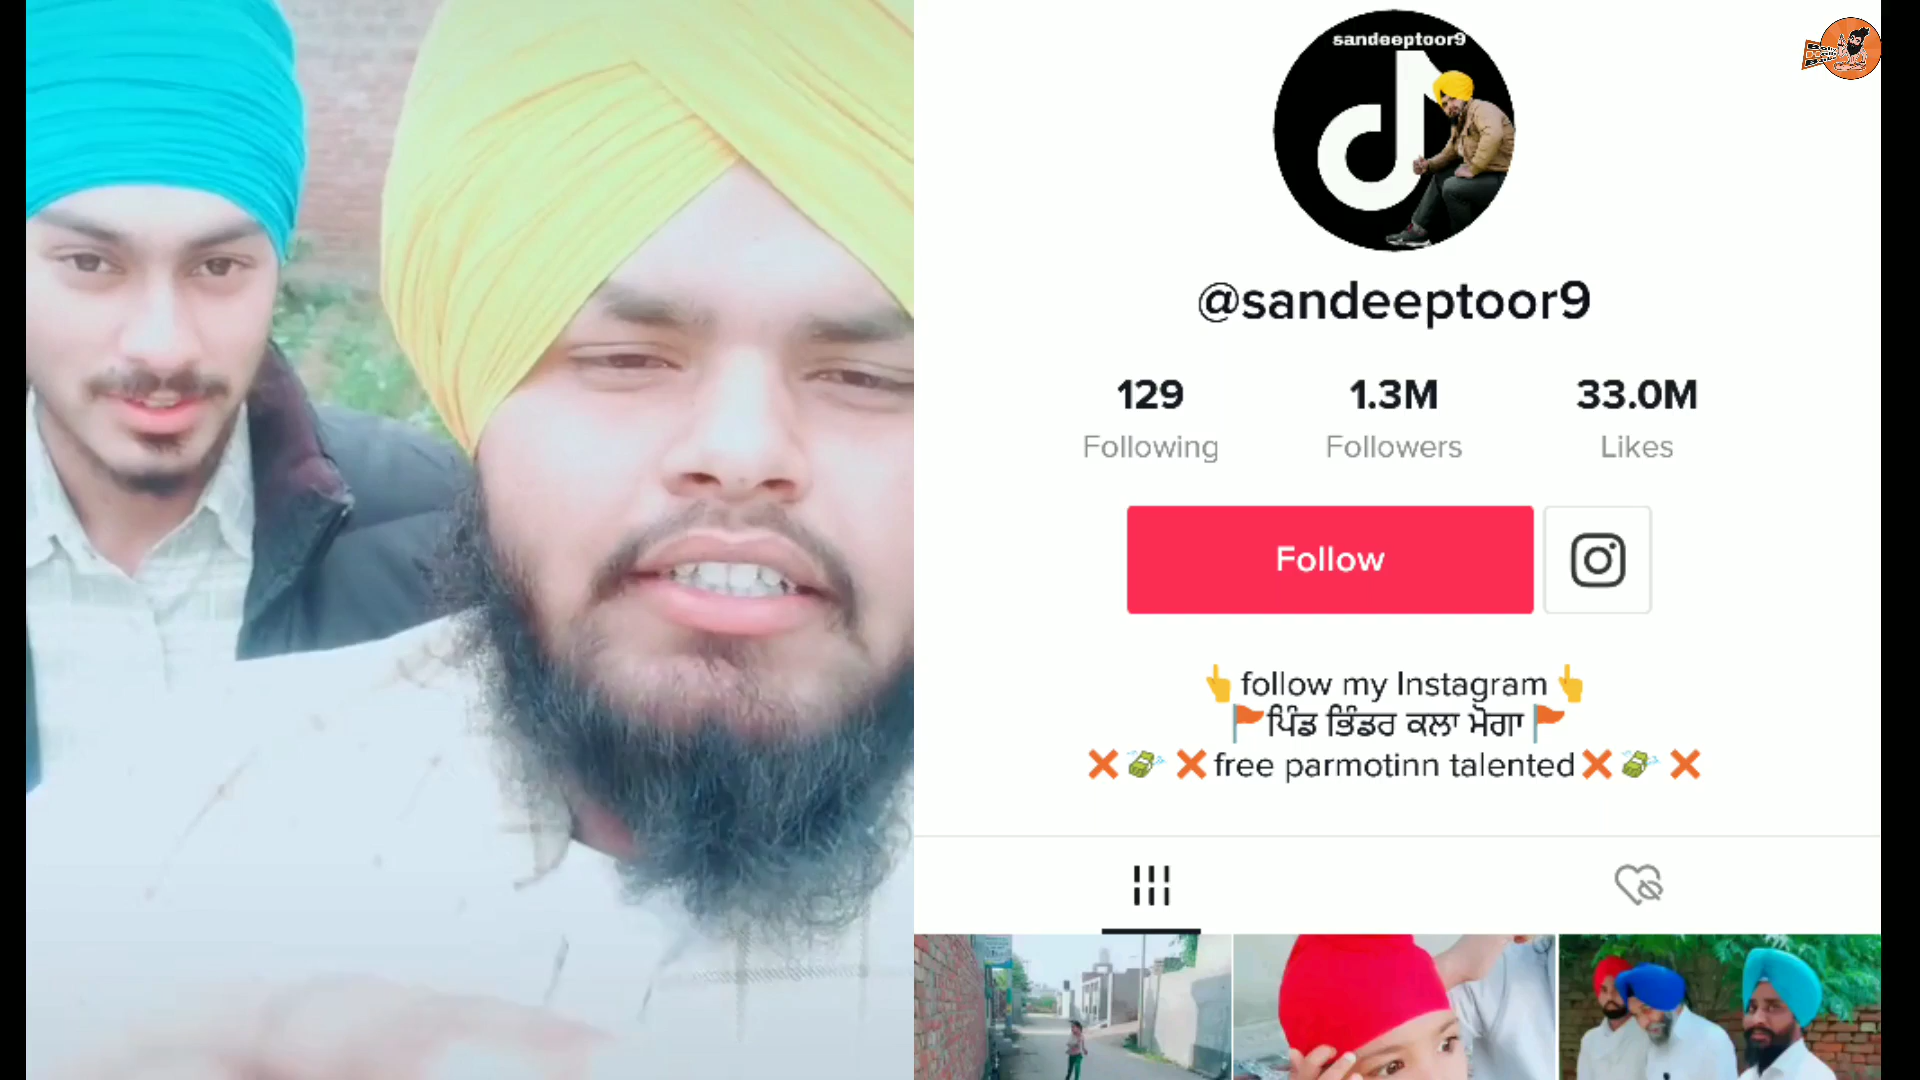 sandeeptoor9
@sandeeptoor9
129 1.3M 33.0M
Following Followers Likes
Follow
👆follow my Instagram👆
🚩ਪਿੰਡ ਭਿੰਡਰ ਕਲਾ ਮੋਗਾ🚩
❌💸❌free parmotinn talented❌💸❌